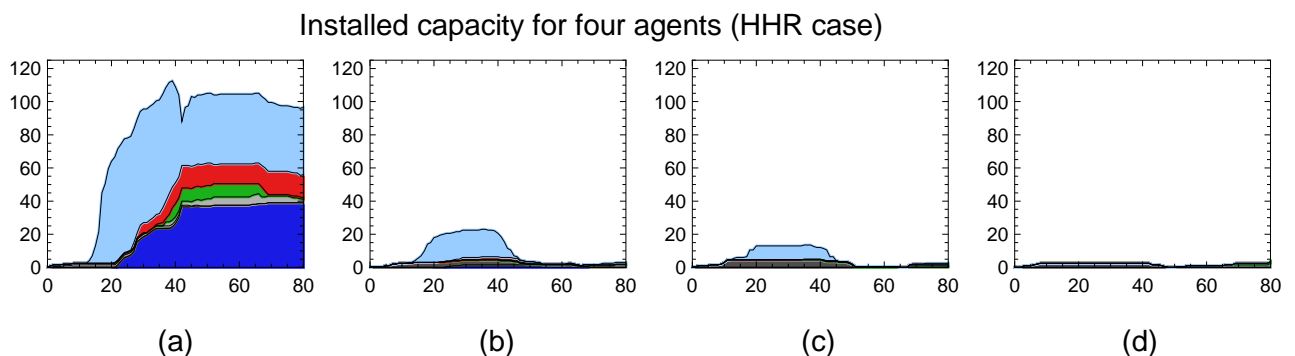 Installed capacity for four agents (HHR case)
120 120 120 120
100 100 100 100
80 80 80 80
60 60 60 60
40 40 40 40
20 20 20 20
0 0 0 0
0 20 40 60 80 0 20 40 60 80 0 20 40 60 80 0 20 40 60 80
(a) (b) (c) (d)